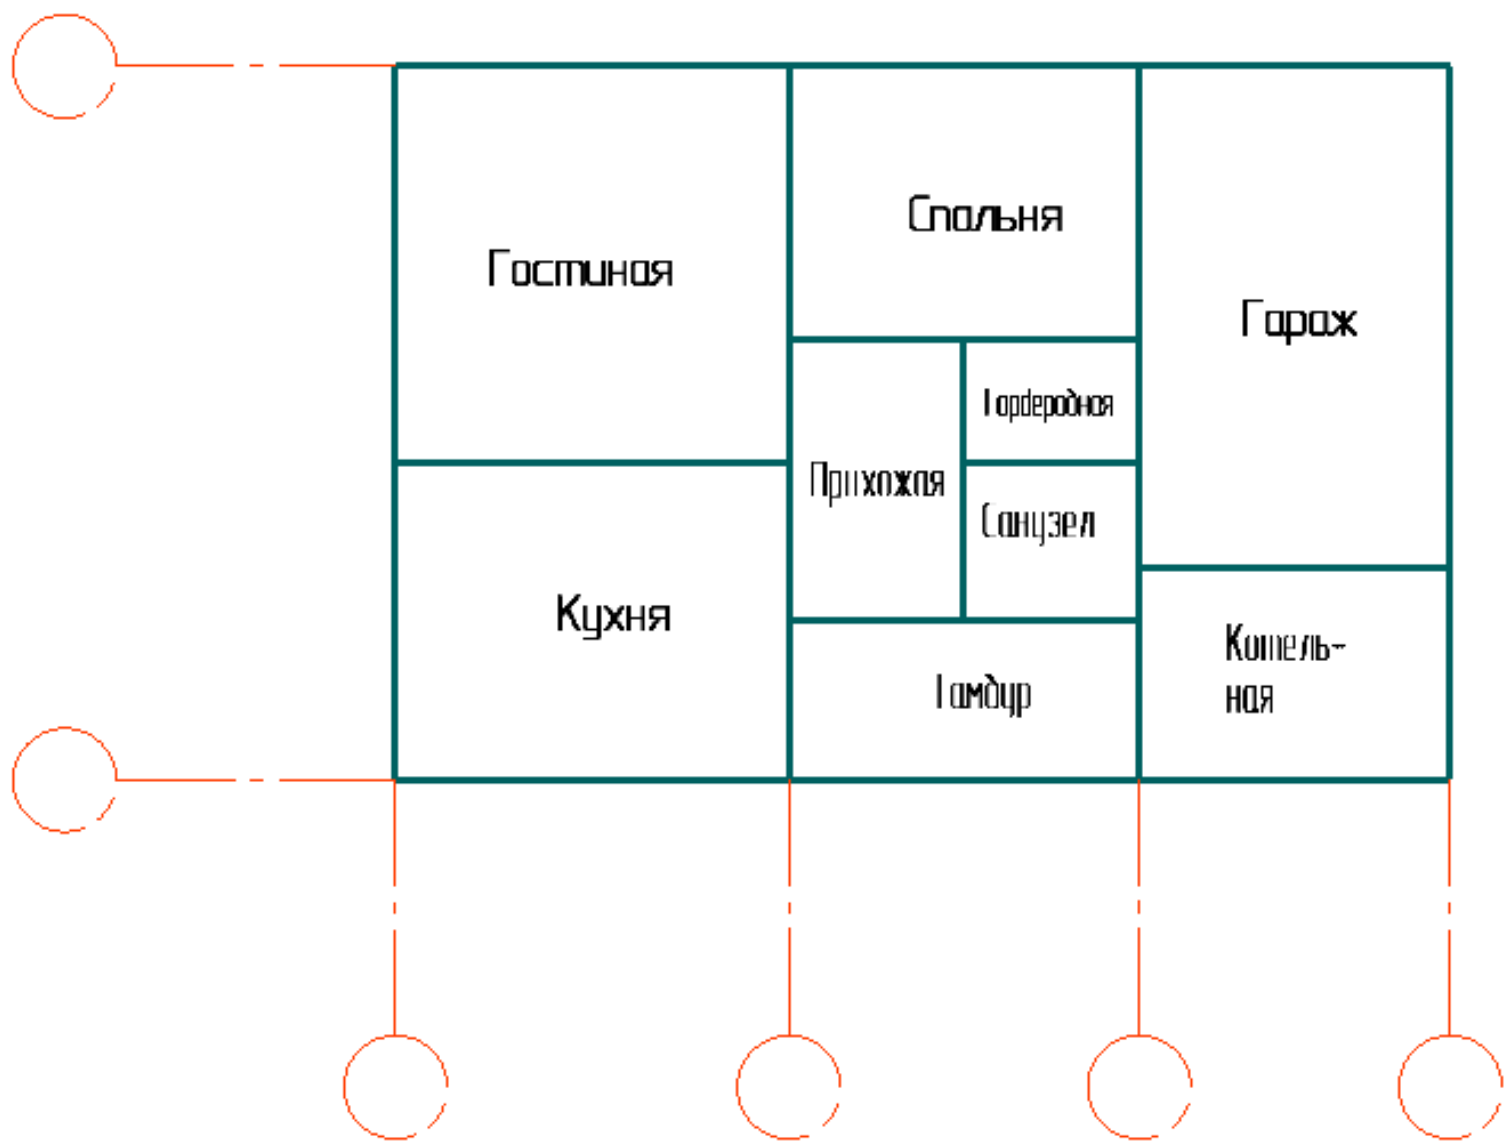 Спальня
Гостиная
Гараж
Гардеробная
Прихожая
Санузел
Кухня
Котель-
ная
Тамбур